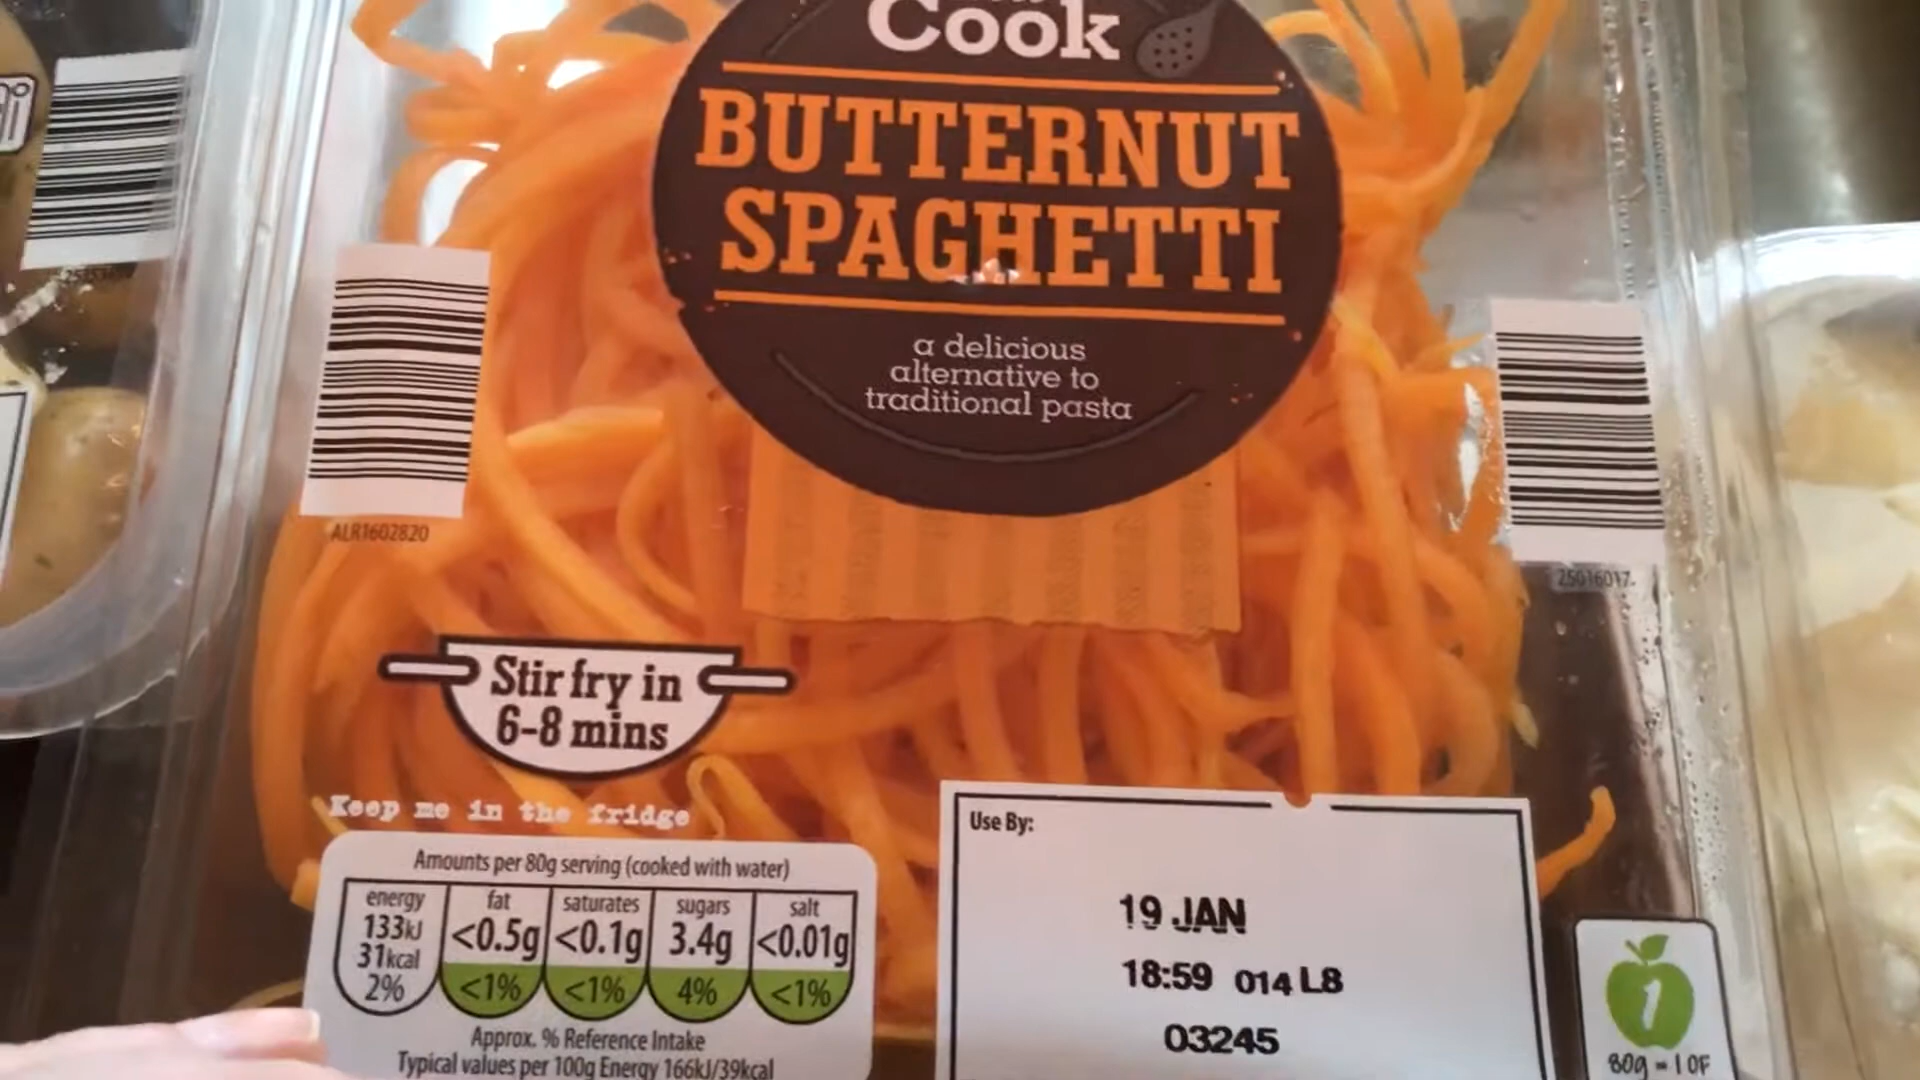 Cook
BUTTERNUT
SPAGHETTI
a delicious
alternative to
traditional pasta
ALR1602820
25016017
Stir fry in
6-8 mins
Keep me in the fridge
Amounts per 80g serving (cooked with water)
energy fat saturates sugars salt
133kJ <0.5g <0.1g 3.4g <0.01g
31kcal
2% <1% <1% 4% <1%
Approx. % Reference Intake
Typical values per 100g Energy 166kJ/39kcal
Use By:
19 JAN
18:59 014 L8
03245
1
80g = 1 OF